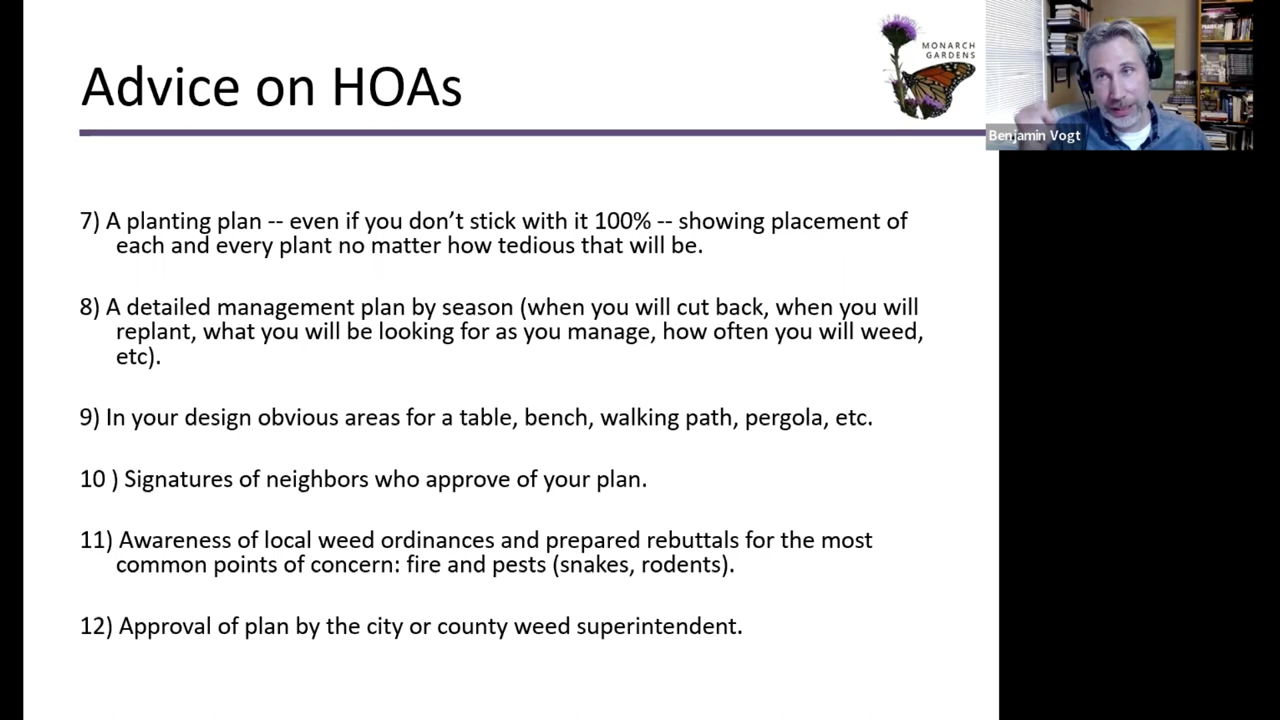 Advice on HOAs
MONARCH
GARDENS
Benjamin Vogt
7) A planting plan -- even if you don’t stick with it 100% -- showing placement of
each and every plant no matter how tedious that will be.
8) A detailed management plan by season (when you will cut back, when you will
replant, what you will be looking for as you manage, how often you will weed,
etc).
9) In your design obvious areas for a table, bench, walking path, pergola, etc.
10 ) Signatures of neighbors who approve of your plan.
11) Awareness of local weed ordinances and prepared rebuttals for the most
common points of concern: fire and pests (snakes, rodents).
12) Approval of plan by the city or county weed superintendent.